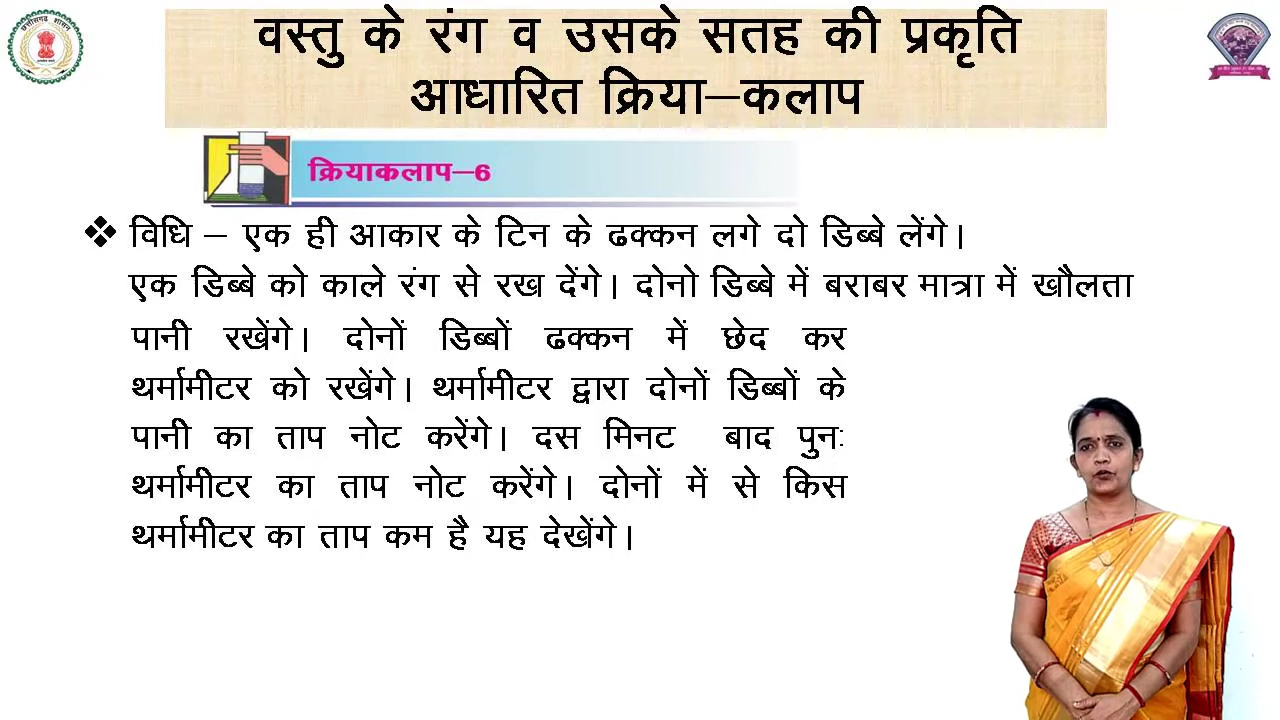 वस्तु के रंग व उसके सतह की प्रकृति
आधारित क्रिया–कलाप
क्रियाकलाप–6
❖ विधि – एक ही आकार के टिन के ढक्कन लगे दो डिब्बे लेंगे।
एक डिब्बे को काले रंग से रख देंगे। दोनो डिब्बे में बराबर मात्रा में खौलता
पानी रखेंगे। दोनों डिब्बों ढक्कन में छेद कर
थर्मामीटर को रखेंगे। थर्मामीटर द्वारा दोनों डिब्बों के
पानी का ताप नोट करेंगे। दस मिनट बाद पुनः
थर्मामीटर का ताप नोट करेंगे। दोनों में से किस
थर्मामीटर का ताप कम है यह देखेंगे।